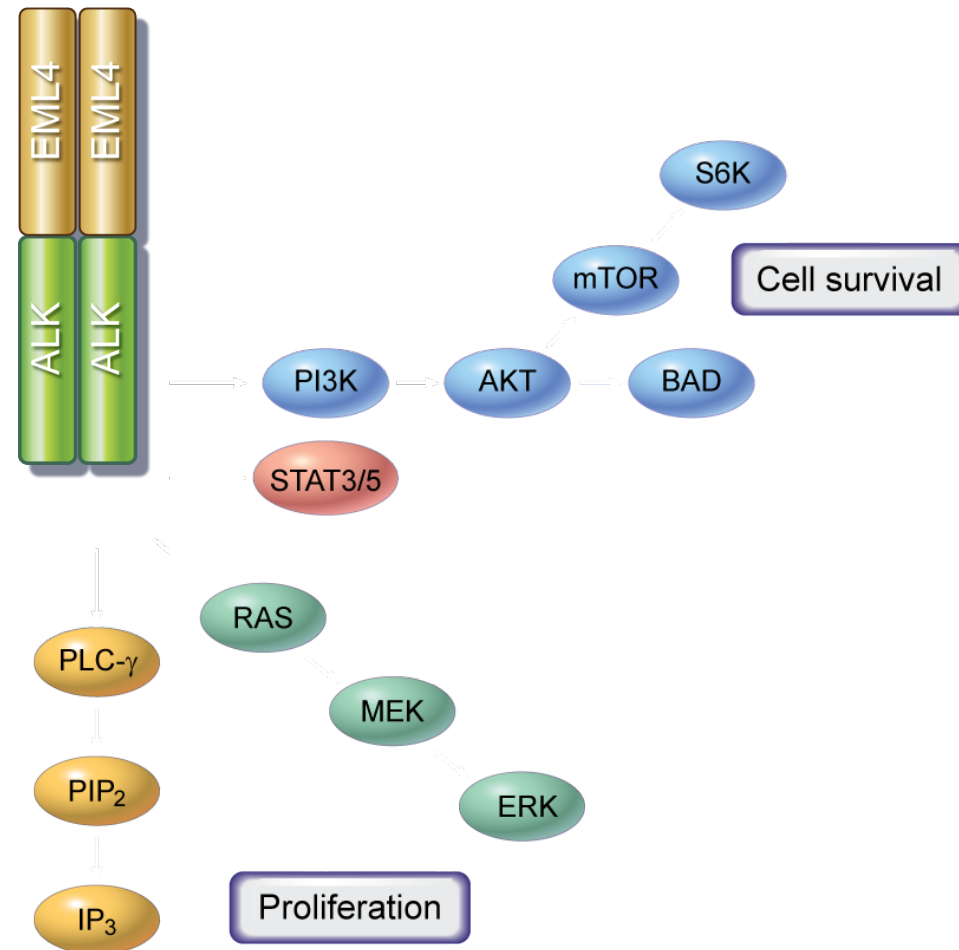 EML4
EML4
ALK
ALK
S6K
mTOR
Cell survival
PI3K
AKT
BAD
STAT3/5
RAS
PLC-γ
MEK
PIP₂
ERK
Proliferation
IP₃